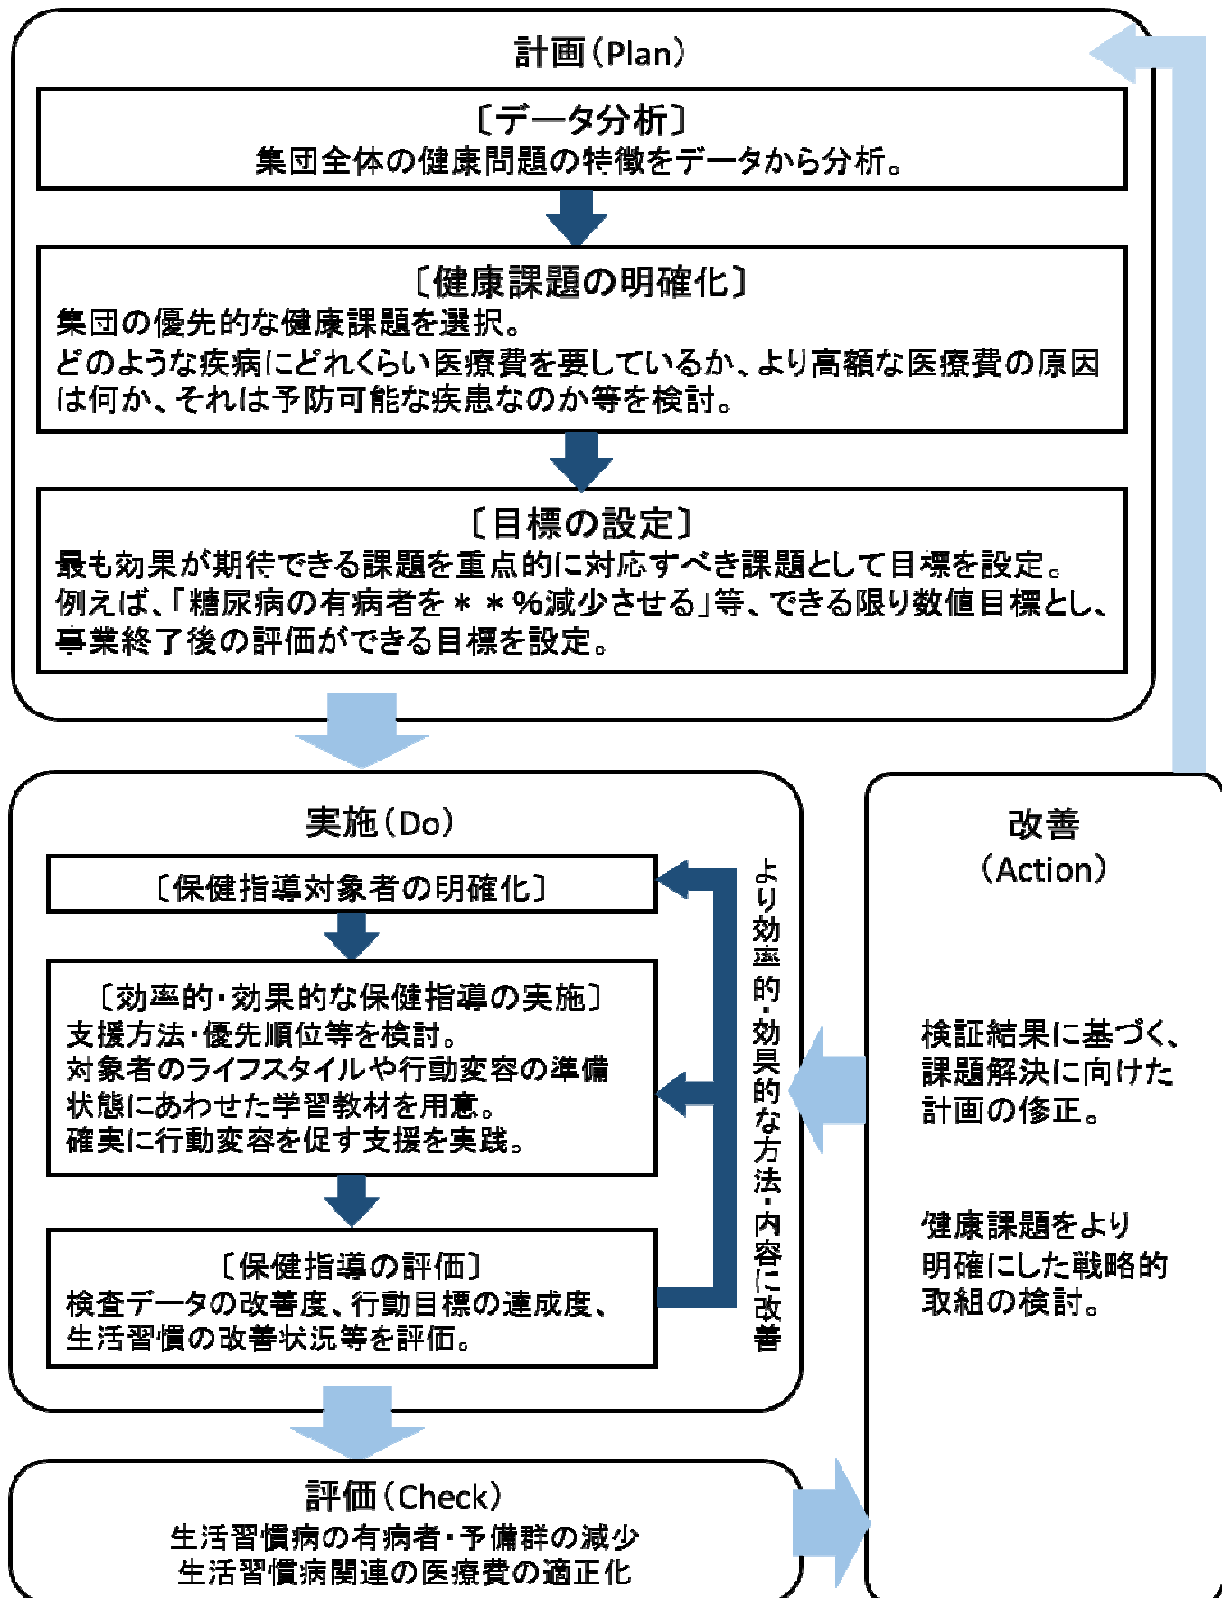 計画（Plan）
〔データ分析〕
集団全体の健康問題の特徴をデータから分析。
〔健康課題の明確化〕
集団の優先的な健康課題を選択。
どのような疾病にどれくらい医療費を要しているか、より高額な医療費の原因
は何か、それは予防可能な疾患なのか等を検討。
〔目標の設定〕
最も効果が期待できる課題を重点的に対応すべき課題として目標を設定。
例えば、「糖尿病の有病者を＊＊％減少させる」等、できる限り数値目標とし、
事業終了後の評価ができる目標を設定。
実施（Do）
〔保健指導対象者の明確化〕
〔効率的・効果的な保健指導の実施〕
支援方法・優先順位等を検討。
対象者のライフスタイルや行動変容の準備
状態にあわせた学習教材を用意。
確実に行動変容を促す支援を実践。
〔保健指導の評価〕
検査データの改善度、行動目標の達成度、
生活習慣の改善状況等を評価。
より効率的・効果的な方法・内容に改善
評価（Check）
生活習慣病の有病者・予備群の減少
生活習慣病関連の医療費の適正化
改善
（Action）
検証結果に基づく、
課題解決に向けた
計画の修正。
健康課題をより
明確にした戦略的
取組の検討。